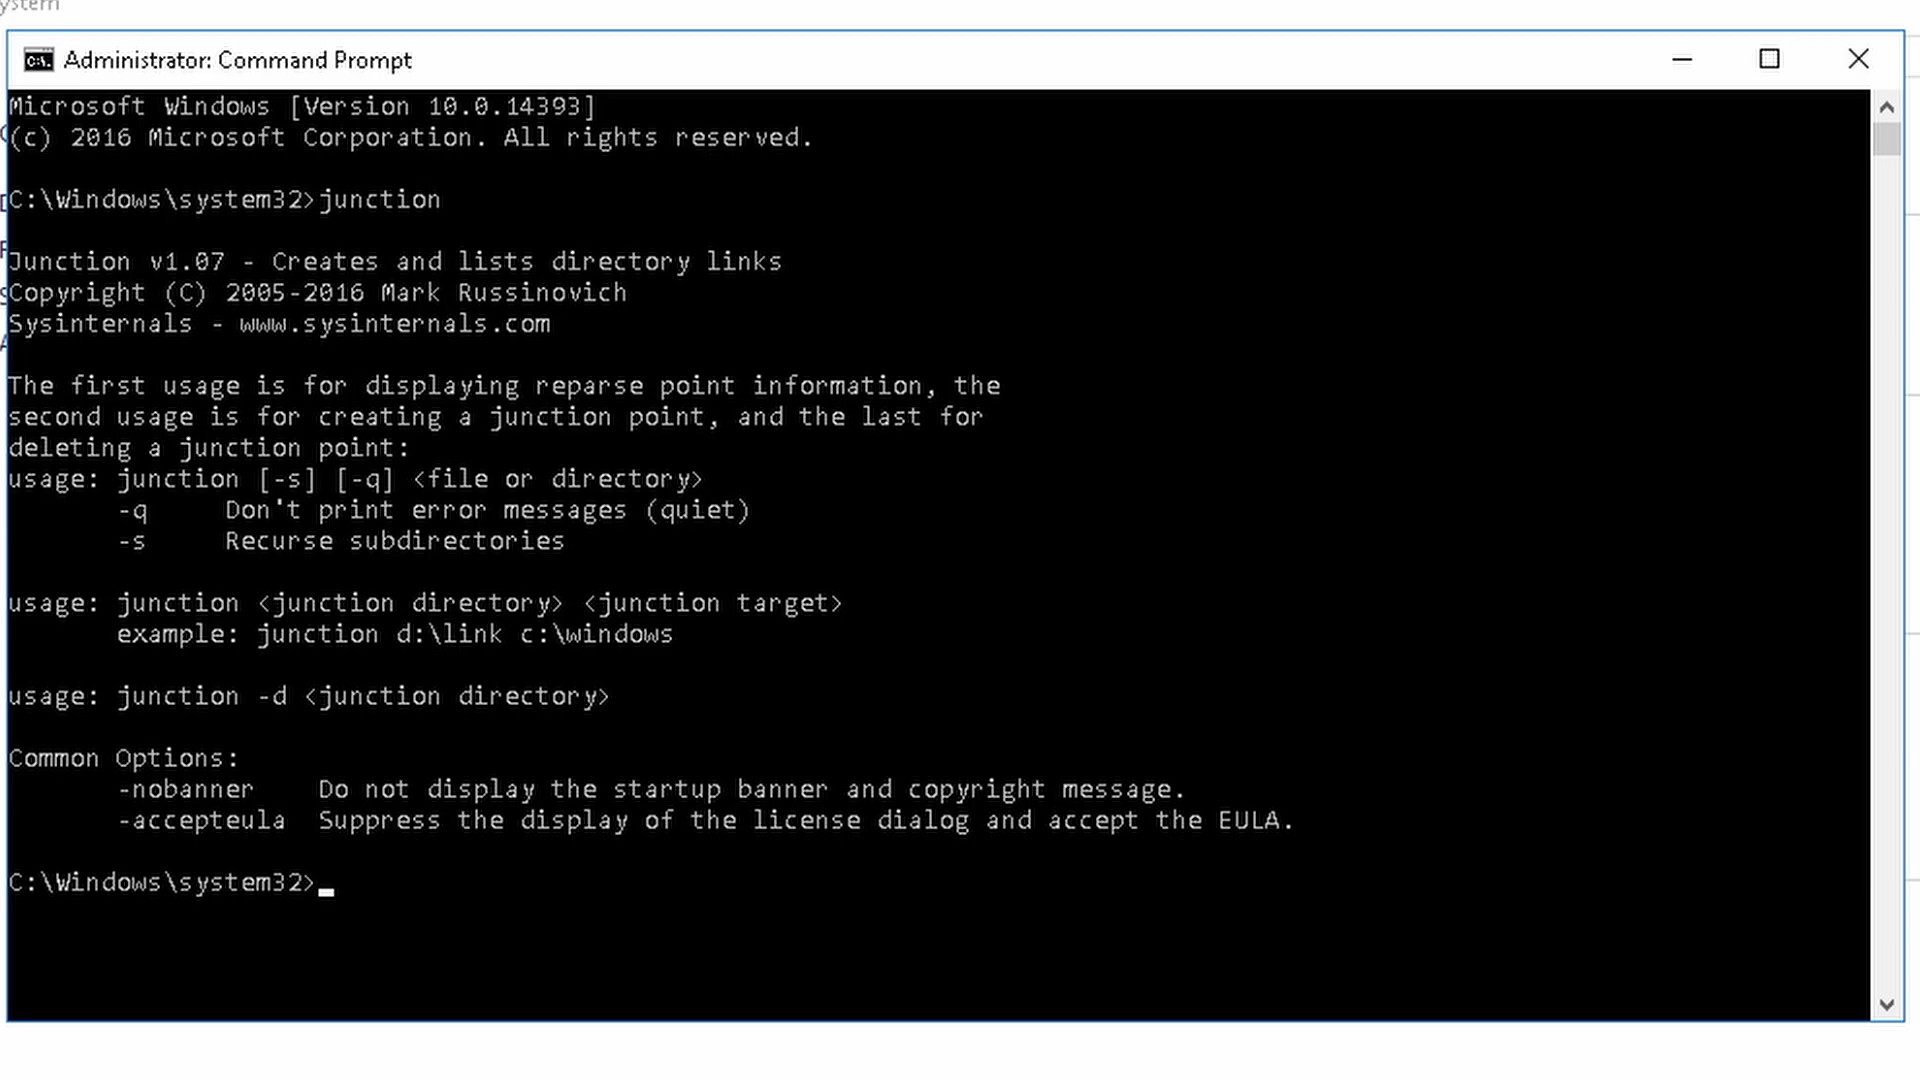 ystem
Administrator: Command Prompt
Microsoft Windows [Version 10.0.14393]
(c) 2016 Microsoft Corporation. All rights reserved.
C:\Windows\system32>junction
Junction v1.07 - Creates and lists directory links
Copyright (C) 2005-2016 Mark Russinovich
Sysinternals - www.sysinternals.com
The first usage is for displaying reparse point information, the
second usage is for creating a junction point, and the last for
deleting a junction point:
usage: junction [-s] [-q] <file or directory>
       -q     Don't print error messages (quiet)
       -s     Recurse subdirectories
usage: junction <junction directory> <junction target>
       example: junction d:\link c:\windows
usage: junction -d <junction directory>
Common Options:
       -nobanner    Do not display the startup banner and copyright message.
       -accepteula  Suppress the display of the license dialog and accept the EULA.
C:\Windows\system32>